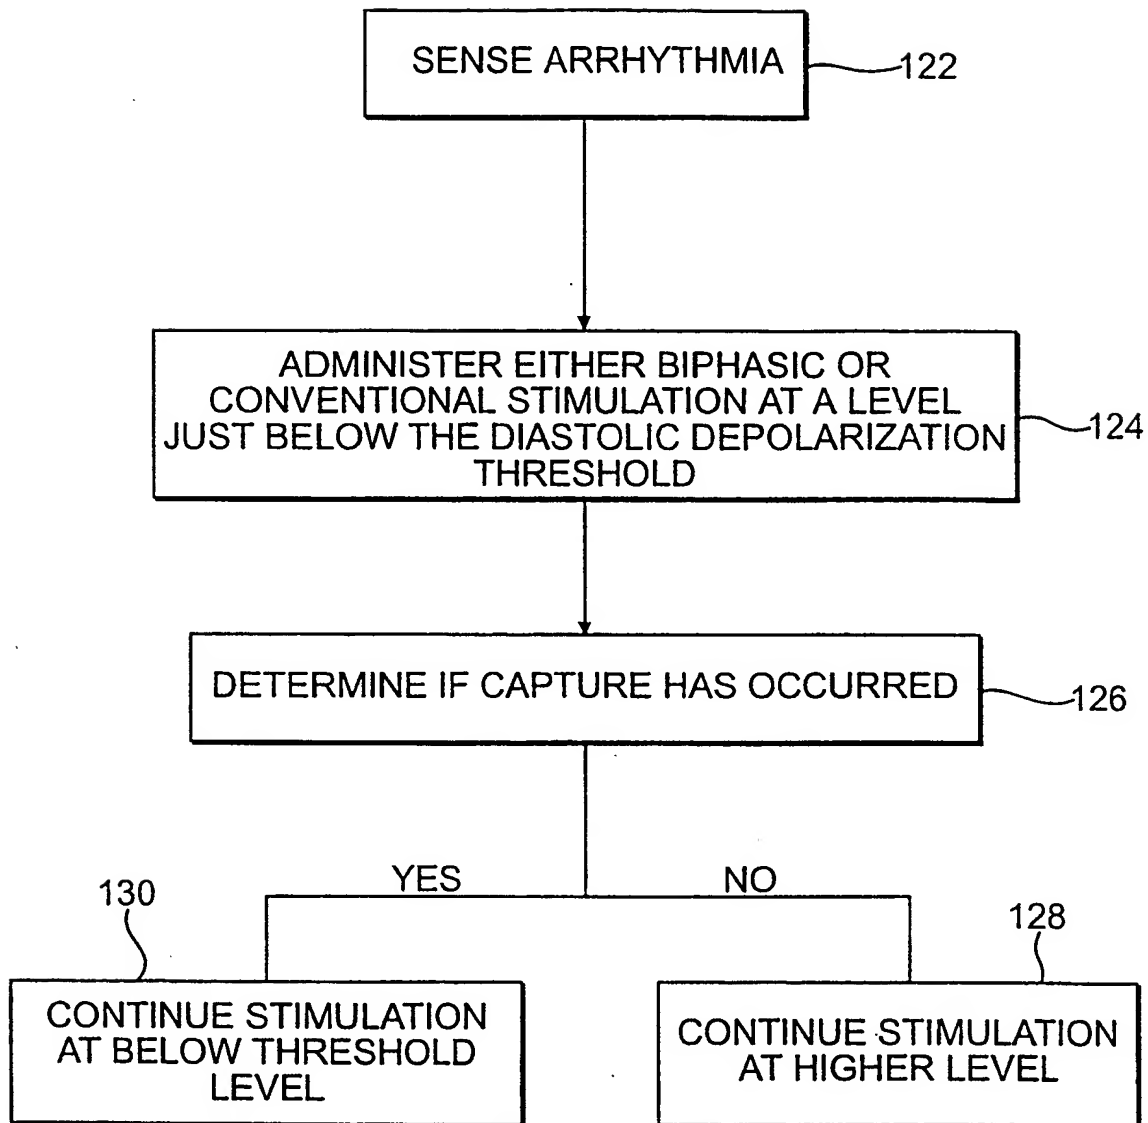 SENSE ARRHYTHMIA
122
ADMINISTER EITHER BIPHASIC OR
CONVENTIONAL STIMULATION AT A LEVEL
JUST BELOW THE DIASTOLIC DEPOLARIZATION
THRESHOLD
124
DETERMINE IF CAPTURE HAS OCCURRED
126
YES
NO
130
128
CONTINUE STIMULATION
AT BELOW THRESHOLD
LEVEL
CONTINUE STIMULATION
AT HIGHER LEVEL